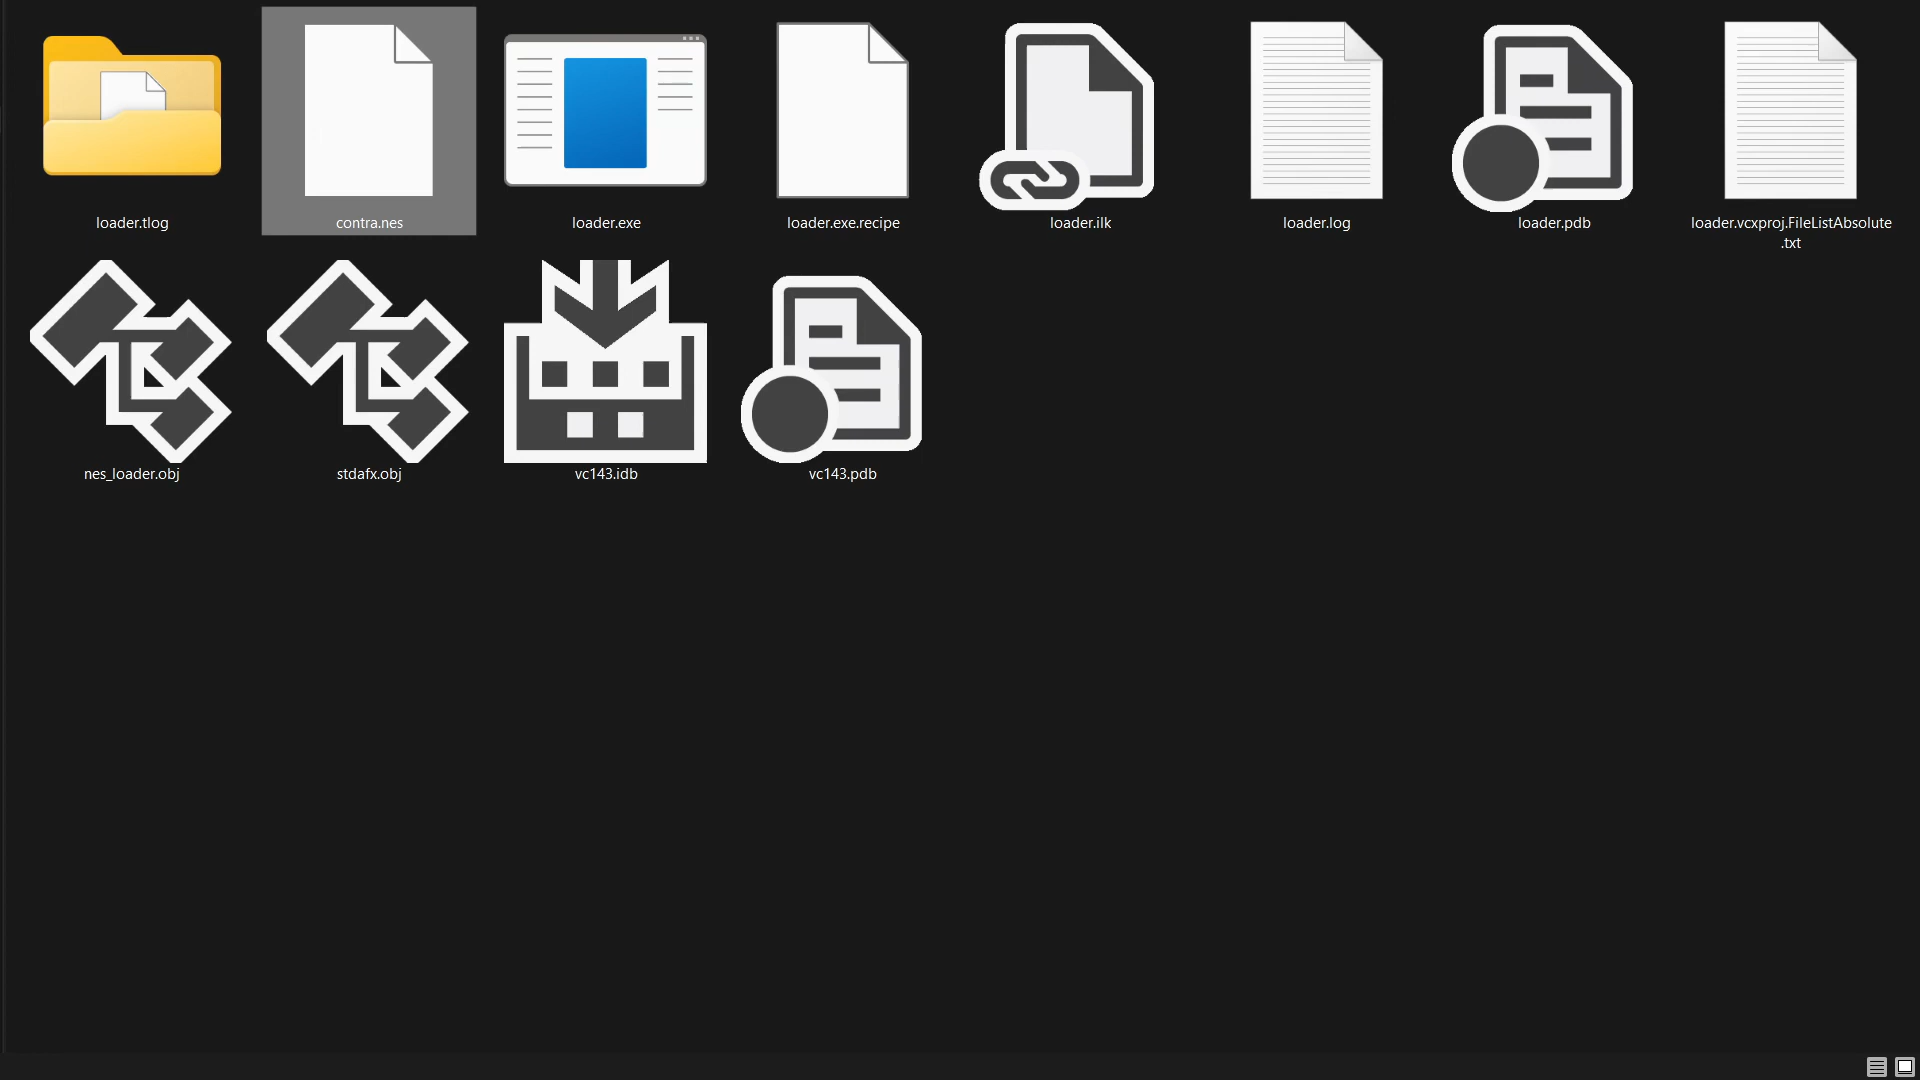 loader.tlog
contra.nes
loader.exe
loader.exe.recipe
loader.ilk
loader.log
loader.pdb
loader.vcxproj.FileListAbsolute
.txt
nes_loader.obj
stdafx.obj
vc143.idb
vc143.pdb